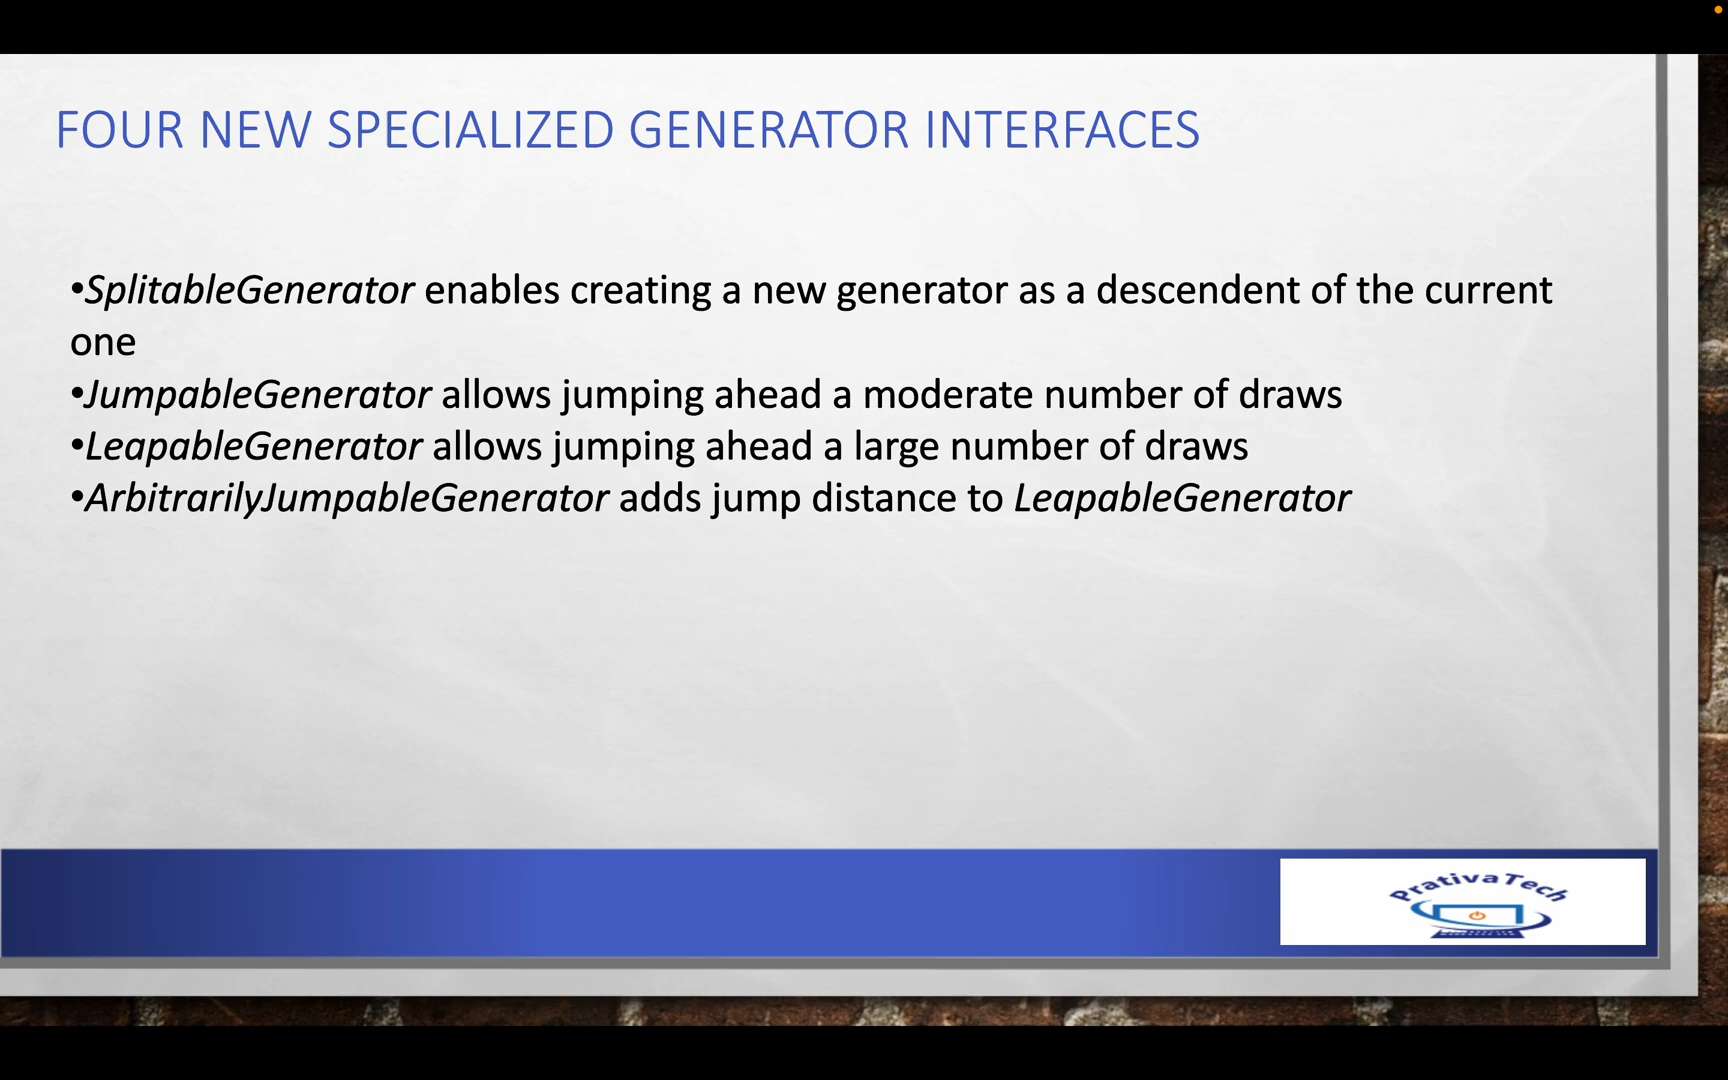 FOUR NEW SPECIALIZED GENERATOR INTERFACES
•SplitableGenerator enables creating a new generator as a descendent of the current
one
•JumpableGenerator allows jumping ahead a moderate number of draws
•LeapableGenerator allows jumping ahead a large number of draws
•ArbitrarilyJumpableGenerator adds jump distance to LeapableGenerator
PrativaTech